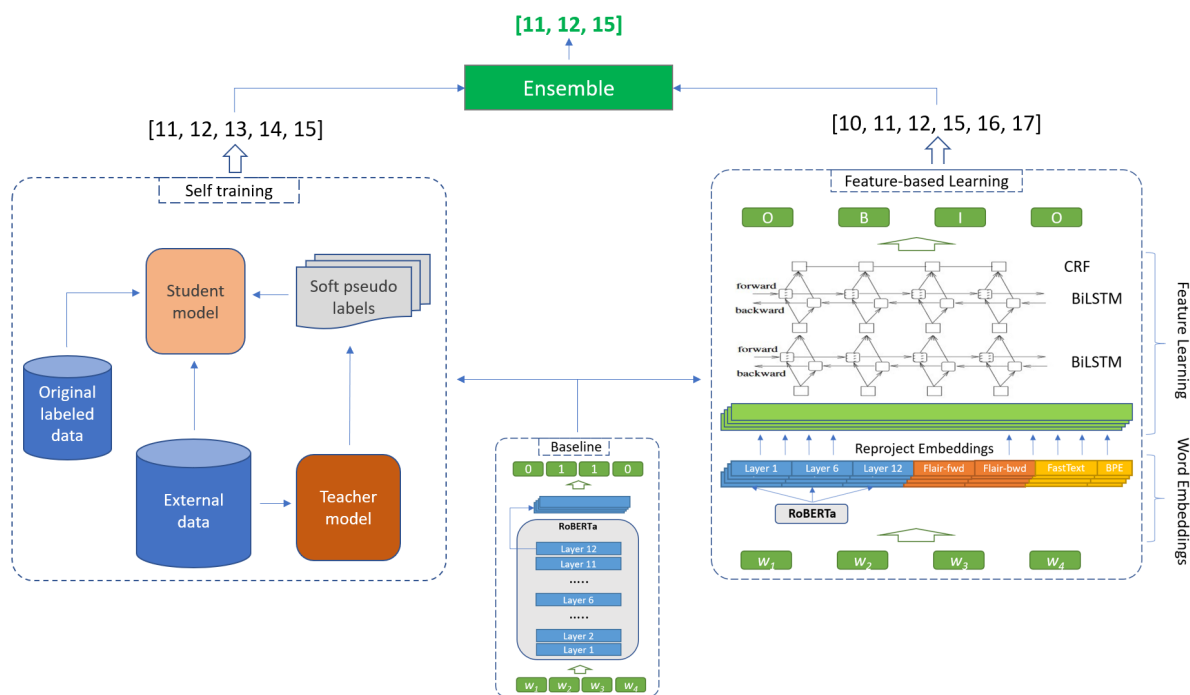 [11, 12, 15]
Ensemble
[11, 12, 13, 14, 15]
[10, 11, 12, 15, 16, 17]
Self training
Student
model
Soft pseudo
labels
Original
labeled
data
External
data
Teacher
model
Baseline
0 1 1 0
RoBERTa
Layer 12
Layer 11
.....
Layer 6
.....
Layer 2
Layer 1
w1 w2 w3 w4
Feature-based Learning
O B I O
CRF
forward
BiLSTM
backward
forward
BiLSTM
backward
Reproject Embeddings
Layer 1 Layer 6 Layer 12 Flair-fwd Flair-bwd FastText BPE
RoBERTa
w1 w2 w3 w4
Feature Learning
Word Embeddings